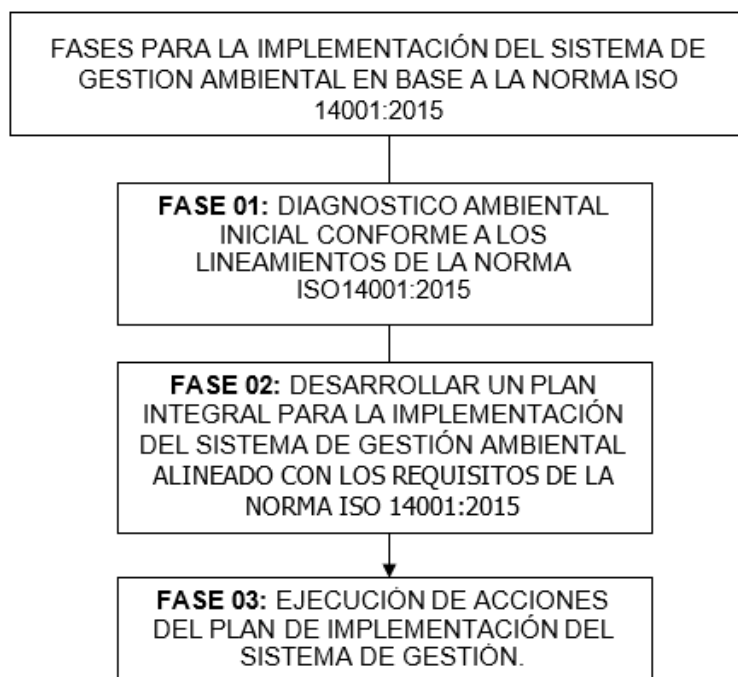 FASES PARA LA IMPLEMENTACIÓN DEL SISTEMA DE
GESTION AMBIENTAL EN BASE A LA NORMA ISO
14001:2015
FASE 01: DIAGNOSTICO AMBIENTAL
INICIAL CONFORME A LOS
LINEAMIENTOS DE LA NORMA
ISO14001:2015
FASE 02: DESARROLLAR UN PLAN
INTEGRAL PARA LA IMPLEMENTACIÓN
DEL SISTEMA DE GESTIÓN AMBIENTAL
ALINEADO CON LOS REQUISITOS DE LA
NORMA ISO 14001:2015
FASE 03: EJECUCIÓN DE ACCIONES
DEL PLAN DE IMPLEMENTACIÓN DEL
SISTEMA DE GESTIÓN.